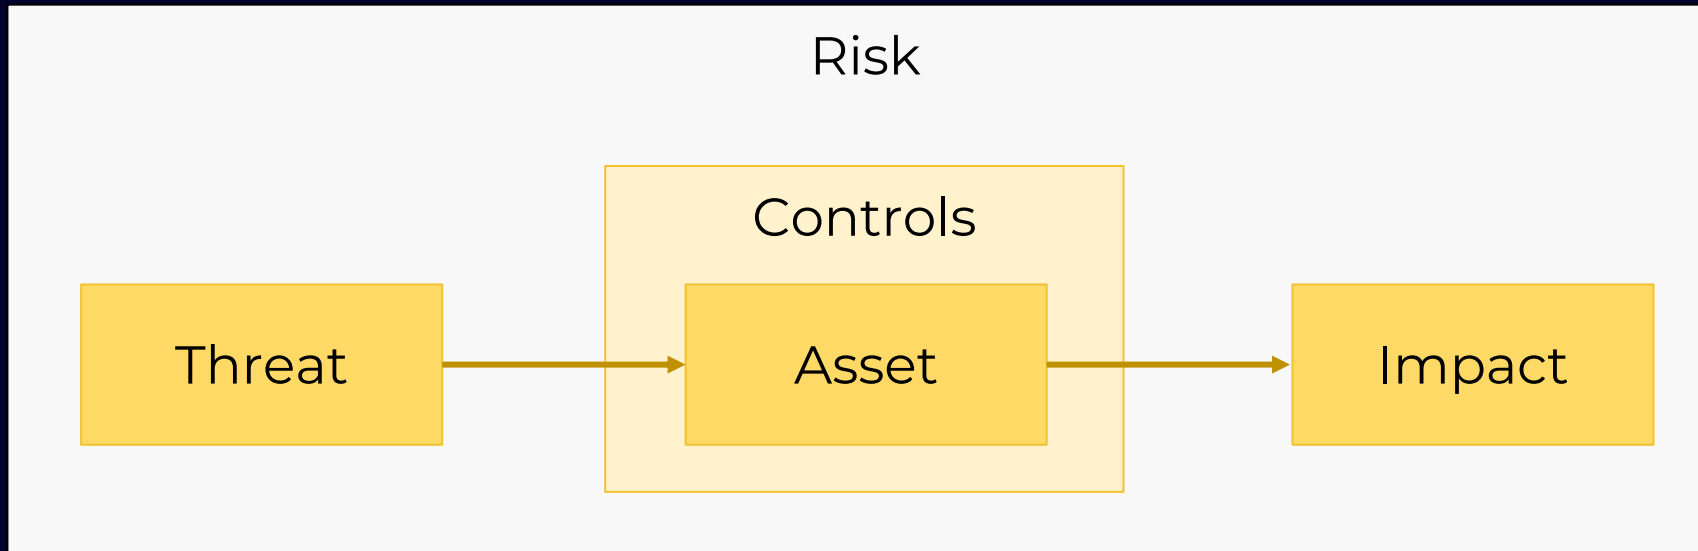 Risk
Controls
Threat
Asset
Impact